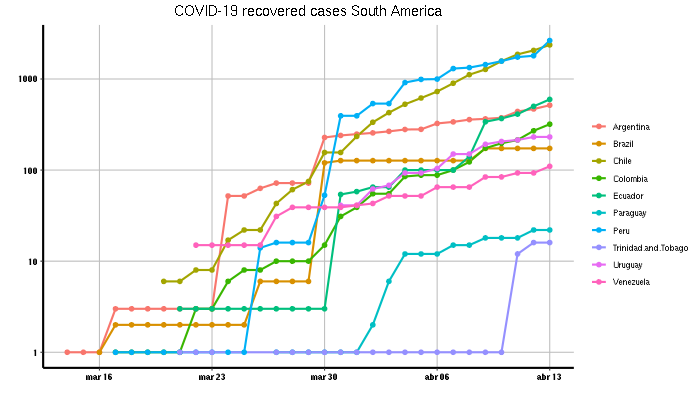 COVID-19 recovered cases South America
1000
100
10
1
mar 16
mar 23
mar 30
abr 06
abr 13
Argentina
Brazil
Chile
Colombia
Ecuador
Paraguay
Peru
Trinidad.and.Tobago
Uruguay
Venezuela